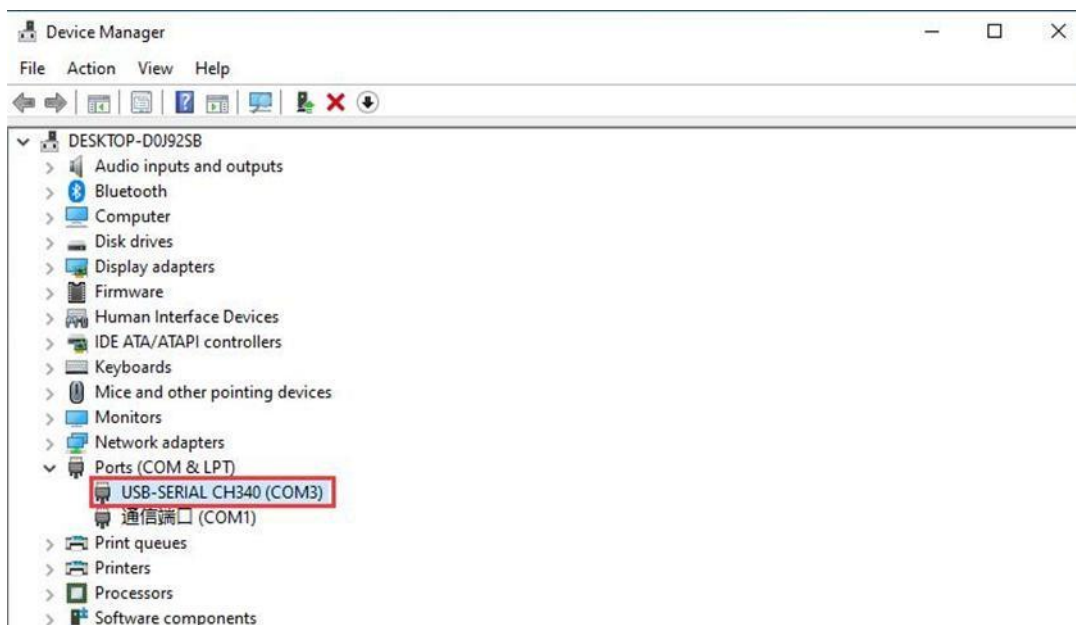 Device Manager
File Action View Help
DESKTOP-D0J92SB
Audio inputs and outputs
Bluetooth
Computer
Disk drives
Display adapters
Firmware
Human Interface Devices
IDE ATA/ATAPI controllers
Keyboards
Mice and other pointing devices
Monitors
Network adapters
Ports (COM & LPT)
USB-SERIAL CH340 (COM3)
通信端口 (COM1)
Print queues
Printers
Processors
Software components